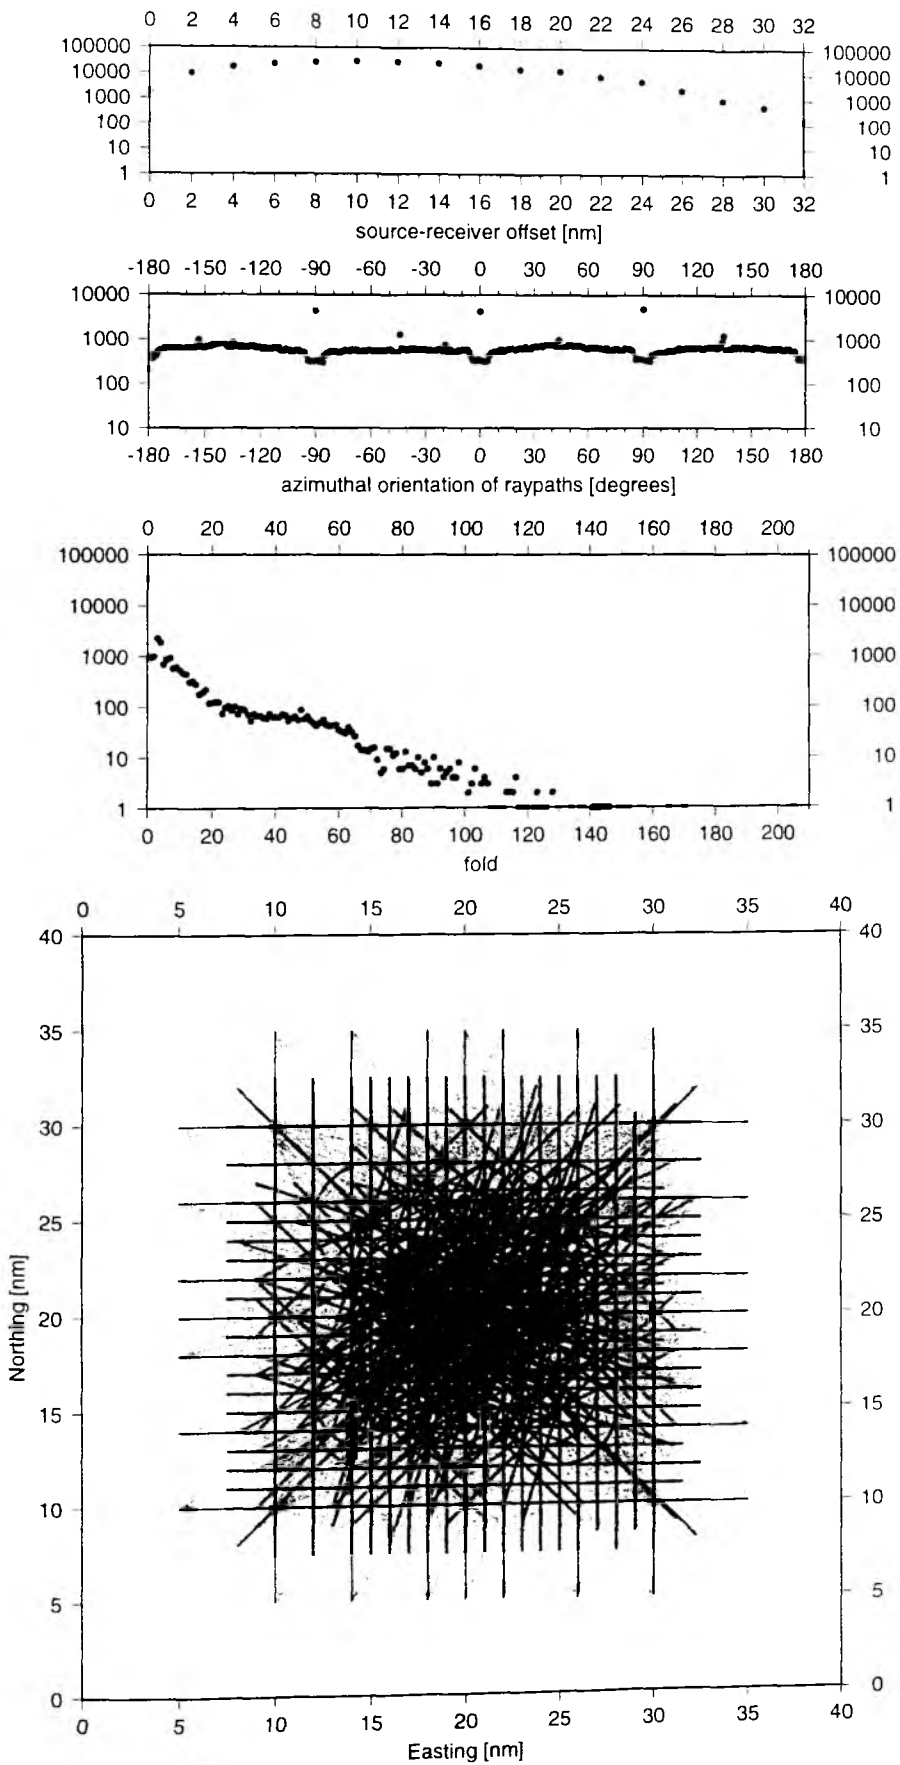 0 2 4 6 8 10 12 14 16 18 20 22 24 26 28 30 32
100000 100000
10000 10000
1000 1000
100 100
10 10
1 1
0 2 4 6 8 10 12 14 16 18 20 22 24 26 28 30 32
source-receiver offset [nm]
-180 -150 -120 -90 -60 -30 0 30 60 90 120 150 180
10000 10000
1000 1000
100 100
10 10
-180 -150 -120 -90 -60 -30 0 30 60 90 120 150 180
azimuthal orientation of raypaths [degrees]
0 20 40 60 80 100 120 140 160 180 200
100000 100000
10000 10000
1000 1000
100 100
10 10
1 1
0 20 40 60 80 100 120 140 160 180 200
fold
0 5 10 15 20 25 30 35 40
40 40
35 35
30 30
25 25
20 20
15 15
10 10
5 5
0 0
Northing [nm]
0 5 10 15 20 25 30 35 40
Easting [nm]